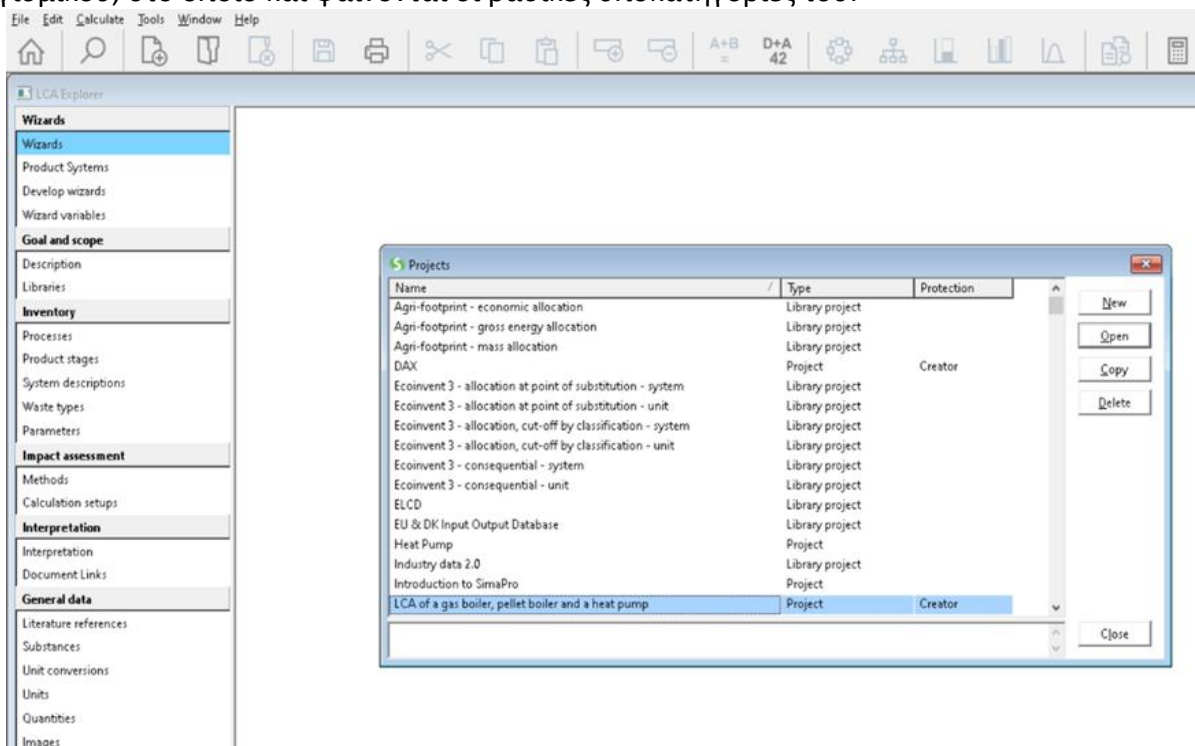 στο οποίο και φαίνονται οι βασικές υποκατηγορίες του.
File Edit Calculate Tools Window Help
A+B
=
D+A
42
LCA Explorer
Wizards
Wizards
Product Systems
Develop wizards
Wizard variables
Goal and scope
Description
Libraries
Inventory
Processes
Product stages
System descriptions
Waste types
Parameters
Impact assessment
Methods
Calculation setups
Interpretation
Interpretation
Document Links
General data
Literature references
Substances
Unit conversions
Units
Quantities
Images
Projects
Name / Type Protection
Agri-footprint - economic allocation Library project
Agri-footprint - gross energy allocation Library project
Agri-footprint - mass allocation Library project
DAX Project Creator
Ecoinvent 3 - allocation at point of substitution - system Library project
Ecoinvent 3 - allocation at point of substitution - unit Library project
Ecoinvent 3 - allocation, cut-off by classification - system Library project
Ecoinvent 3 - allocation, cut-off by classification - unit Library project
Ecoinvent 3 - consequential - system Library project
Ecoinvent 3 - consequential - unit Library project
ELCD Library project
EU & DK Input Output Database Library project
Heat Pump Project
Industry data 2.0 Library project
Introduction to SimaPro Project
LCA of a gas boiler, pellet boiler and a heat pump Project Creator
New
Open
Copy
Delete
Close